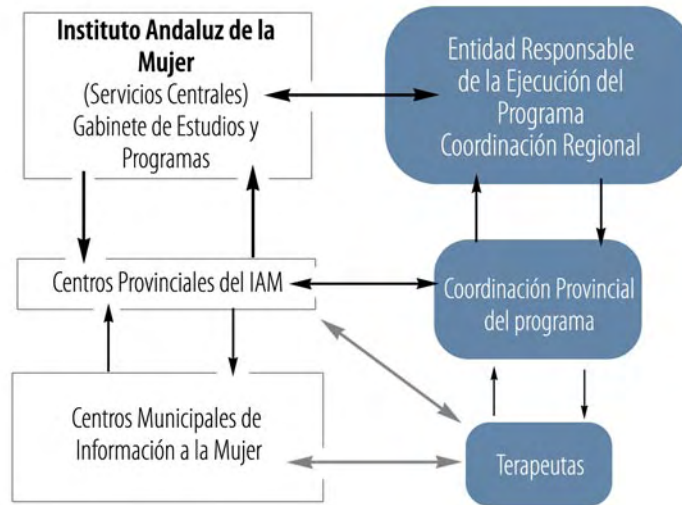 Instituto Andaluz de la
Mujer
(Servicios Centrales)
Gabinete de Estudios y
Programas
Entidad Responsable
de la Ejecución del
Programa
Coordinación Regional
Centros Provinciales del IAM
Coordinación Provincial
del programa
Centros Municipales de
Información a la Mujer
Terapeutas